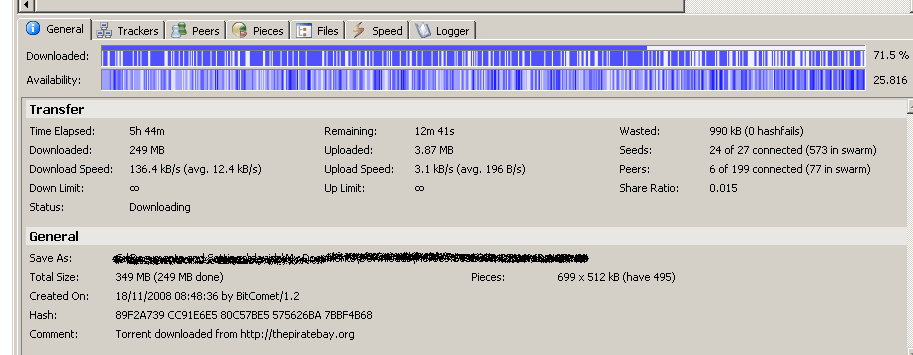 General Trackers Peers Pieces Files Speed Logger
Downloaded: 71.5 %
Availability: 25.816
Transfer
Time Elapsed: 5h 44m Remaining: 12m 41s Wasted: 990 kB (0 hashfails)
Downloaded: 249 MB Uploaded: 3.87 MB Seeds: 24 of 27 connected (573 in swarm)
Download Speed: 136.4 kB/s (avg. 12.4 kB/s) Upload Speed: 3.1 kB/s (avg. 196 B/s) Peers: 6 of 199 connected (77 in swarm)
Down Limit: ∞ Up Limit: ∞ Share Ratio: 0.015
Status: Downloading
General
Save As:
Total Size: 349 MB (249 MB done) Pieces: 699 x 512 kB (have 495)
Created On: 18/11/2008 08:48:36 by BitComet/1.2
Hash: 89F2A739 CC91E6E5 80C57BE5 575626BA 7BBF4B68
Comment: Torrent downloaded from http://thepiratebay.org